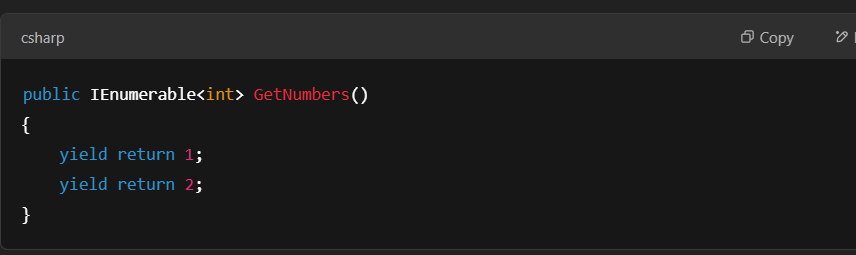 csharp
Copy
public IEnumerable<int> GetNumbers()
{
    yield return 1;
    yield return 2;
}